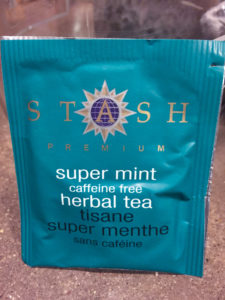 STASH
PREMIUM
super mint
caffeine free
herbal tea
tisane
super menthe
sans caféine